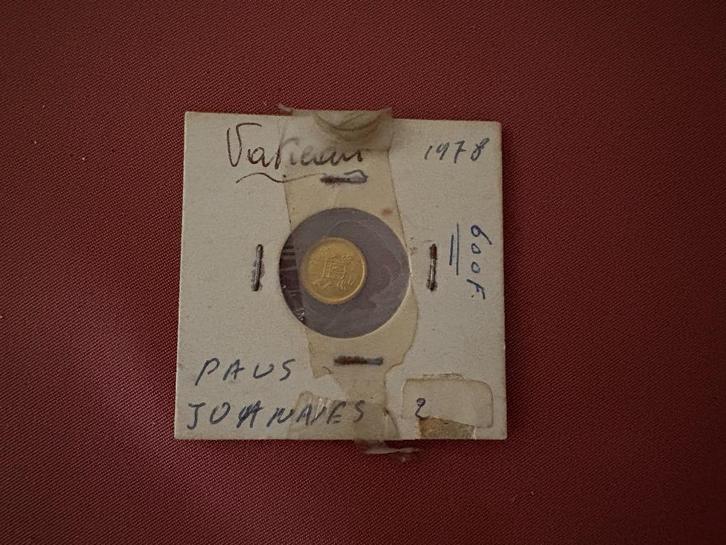 Vatican 1978
600F.
PAUS
JOANNES 2